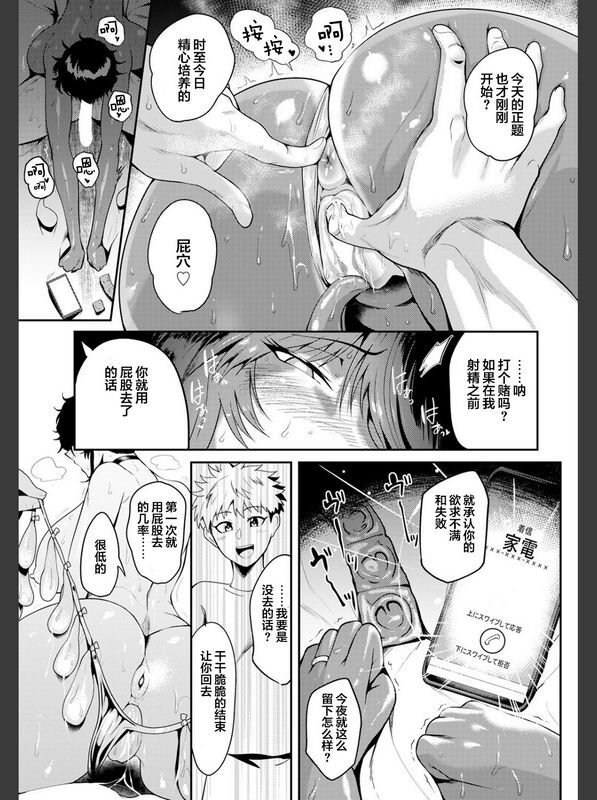 今天的正题
也才刚刚
开始？
按
按
啊
时至今日
精心培养的
屁穴♡
啊
嗯
嗯
啊
……呐
打个赌吗？
如果在我
射精之前
你就用
屁股去了
的话
就承认你的
欲求不满
和失败
着信
家電
xxx-xxxx-xxxx
上にスワイプして応答
下にスワイプして拒否
今夜就这么
留下怎么样？
……我要是
没去的话？
干干脆脆的结束
让你回去
第一次就
用屁股去
的几率
很低的